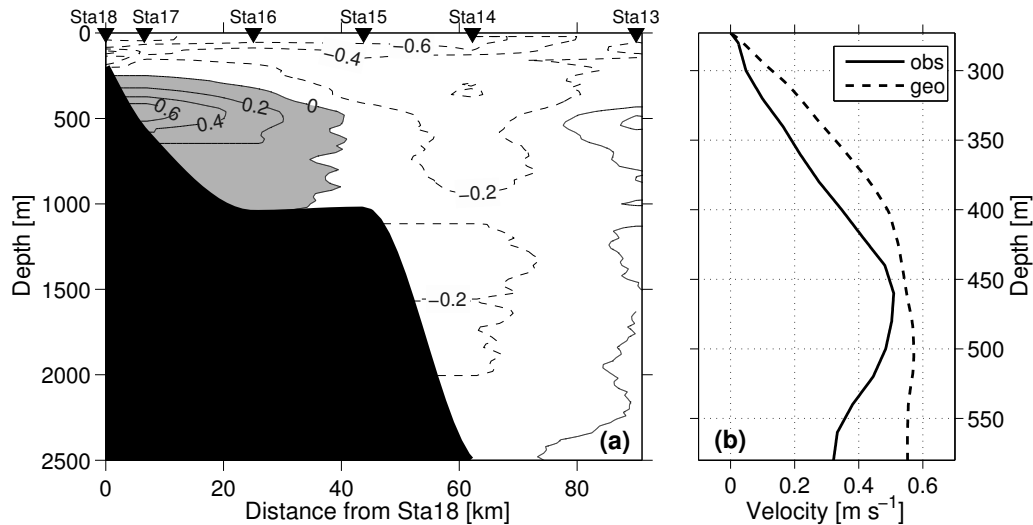 Sta18 Sta17 Sta16 Sta15 Sta14 Sta13
0
500
1000
1500
2000
2500
Depth [m]
−0.6
−0.4
0
0.2
0.6
0.4
−0.2
−0.2
(a)
0 20 40 60 80
Distance from Sta18 [km]
obs
geo
300
350
400
450
500
550
Depth [m]
(b)
0 0.2 0.4 0.6
Velocity [m s−1]